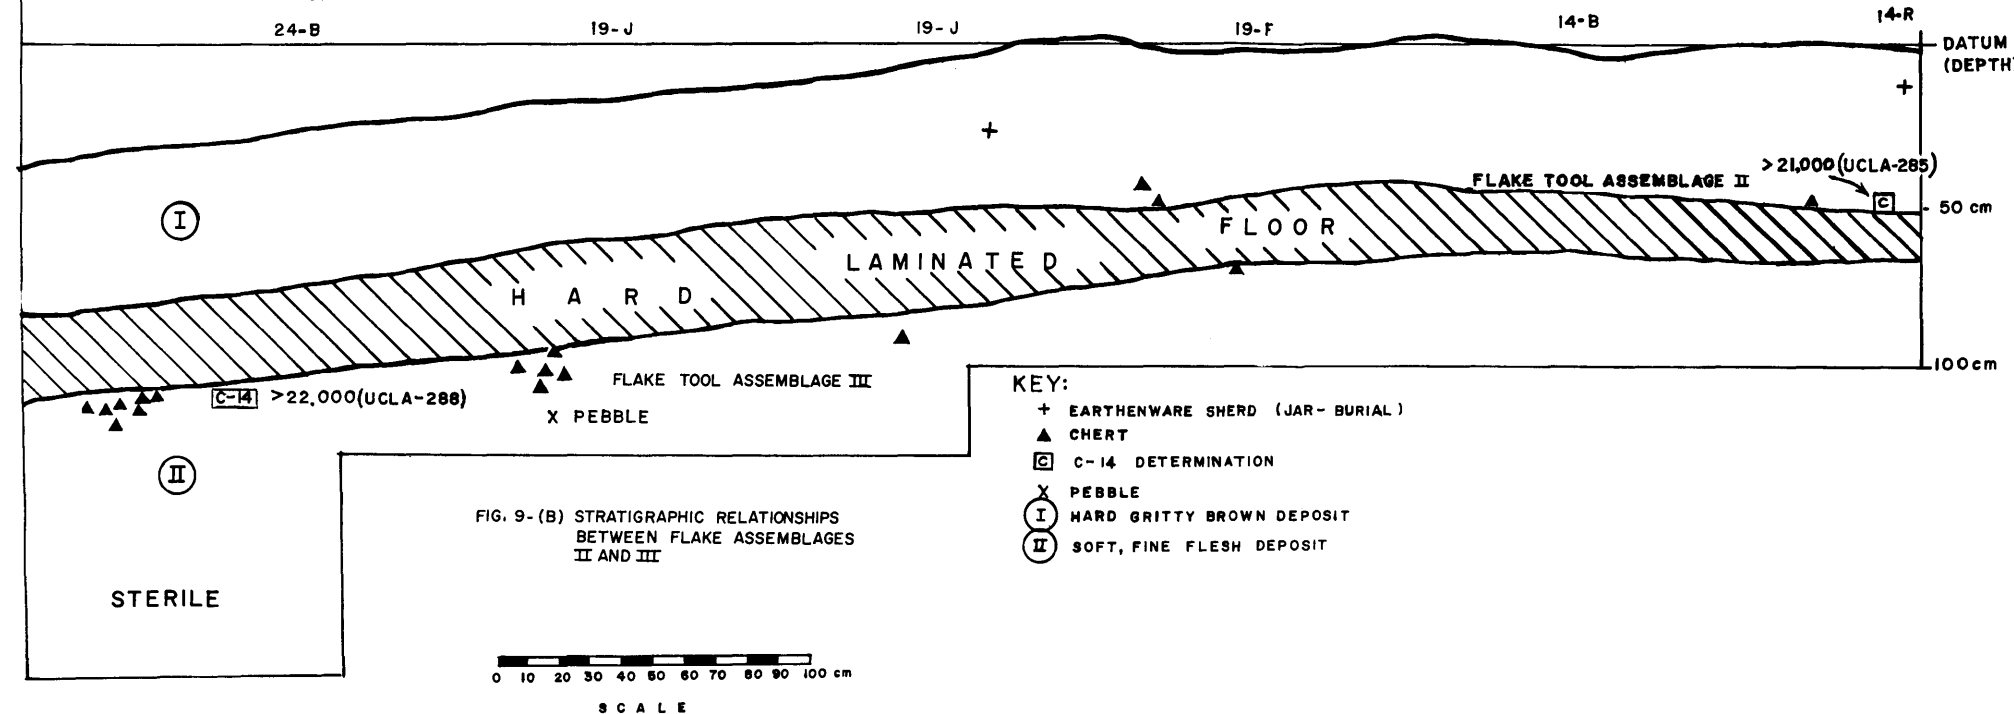 24-B 19-J 19-J 19-F 14-B 14-R
DATUM
(DEPTH)
>21,000(UCLA-285)
FLAKE TOOL ASSEMBLAGE II
C
50 cm
I
FLOOR
LAMINATED
HARD
100cm
C-14 >22,000(UCLA-288)
FLAKE TOOL ASSEMBLAGE III
X PEBBLE
II
STERILE
KEY:
+ EARTHENWARE SHERD (JAR-BURIAL)
▲ CHERT
C C-14 DETERMINATION
X PEBBLE
I HARD GRITTY BROWN DEPOSIT
II SOFT, FINE FLESH DEPOSIT
FIG. 9-(B) STRATIGRAPHIC RELATIONSHIPS
BETWEEN FLAKE ASSEMBLAGES
II AND III
0 10 20 30 40 50 60 70 80 90 100 cm
SCALE